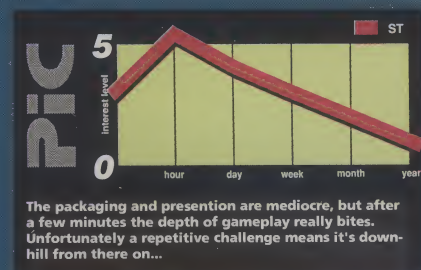 ST
PiC
5
interest level
0
hour day week month year
The packaging and presention are mediocre, but after
a few minutes the depth of gameplay really bites.
Únfortunately a repetitive challenge means it's down-
hill from there on...